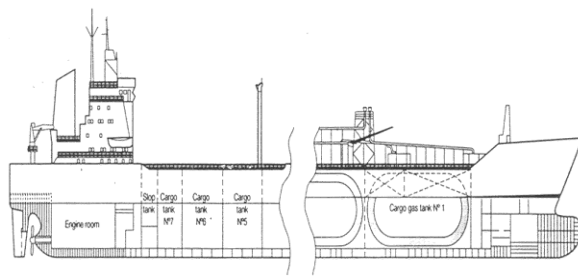 Engine room
Slop
tank
Cargo
tank
Nº7
Cargo
tank
Nº6
Cargo
tank
Nº5
Cargo gas tank Nº 1